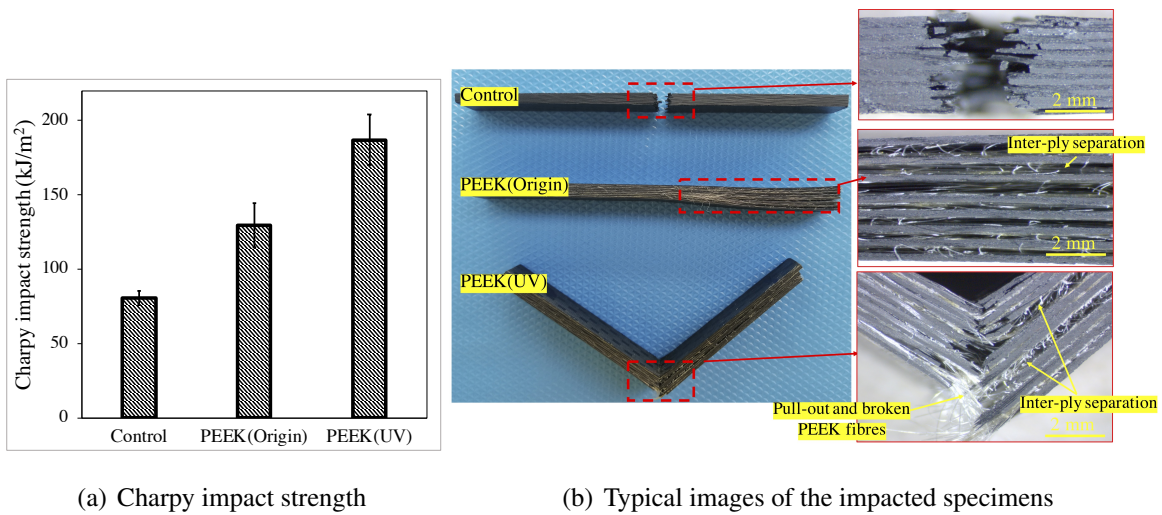 Charpy impact strength (kJ/m²)
200
150
100
50
0
Control
PEEK(Origin)
PEEK(UV)
Control
PEEK(Origin)
PEEK(UV)
2 mm
Inter-ply separation
2 mm
Pull-out and broken
PEEK fibres
Inter-ply separation
2 mm
(a) Charpy impact strength
(b) Typical images of the impacted specimens